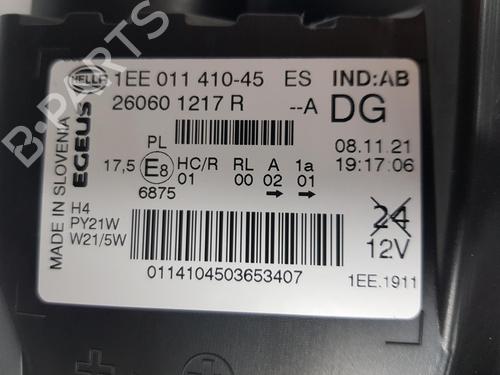 HELLA
1EE 011 410-45 ES IND:AB
26060 1217 R --A DG
MADE IN SLOVENIA
EGEUS
PL
17,5 E8 HC/R RL A 1a
01 00 02 01
6875
08.11.21
19:17:06
H4
PY21W
W21/5W
24
12V
0114104503653407
1EE.1911
B-PARTS